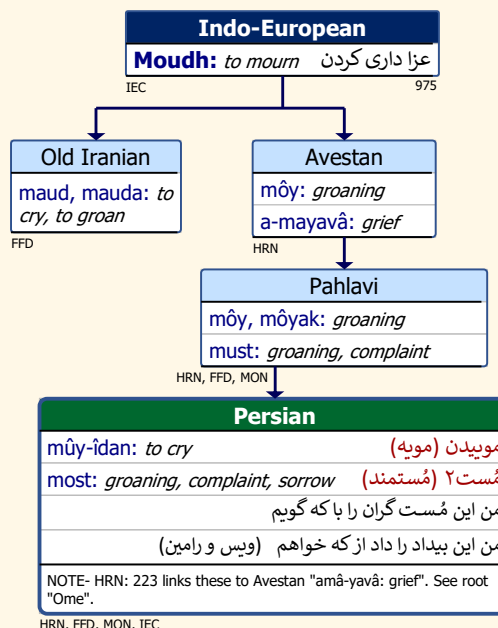 Indo-European
Moudh: to mourn عزا داری کردن
IEC 975
Old Iranian
maud, mauda: to
cry, to groan
FFD
Avestan
môy: groaning
a-mayavâ: grief
HRN
Pahlavi
môy, môyak: groaning
must: groaning, complaint
HRN, FFD, MON
Persian
mûy-îdan: to cry موییدن (مویه)
most: groaning, complaint, sorrow مُست۲ (مُستمند)
من این مُست گران را با که گویم
من این بیداد را داد از که خواهم (ویس و رامین)
NOTE- HRN: 223 links these to Avestan "amâ-yavâ: grief". See root
"Ome".
HRN, FFD, MON, IEC